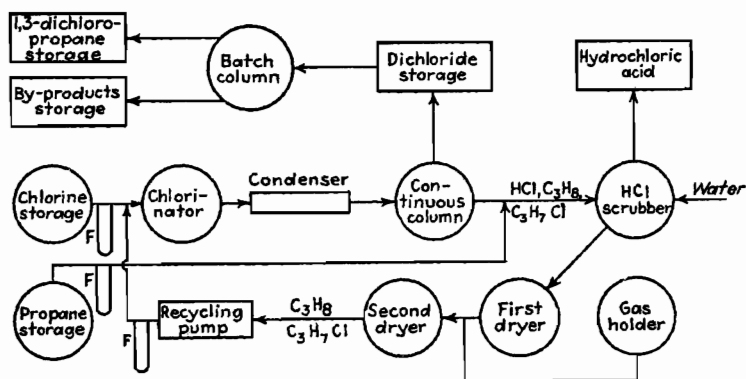 1,3-dichloro-
propane
storage
By-products
storage
Batch
column
Dichloride
storage
Hydrochloric
acid
Chlorine
storage
F
Chlori-
nator
Condenser
Con-
tinuous
column
HCl, C₃H₈,
C₃H₇ Cl
HCl
scrubber
Water
F
Propane
storage
F
Recycling
pump
C₃H₈
C₃H₇ Cl
Second
dryer
First
dryer
Gas
holder